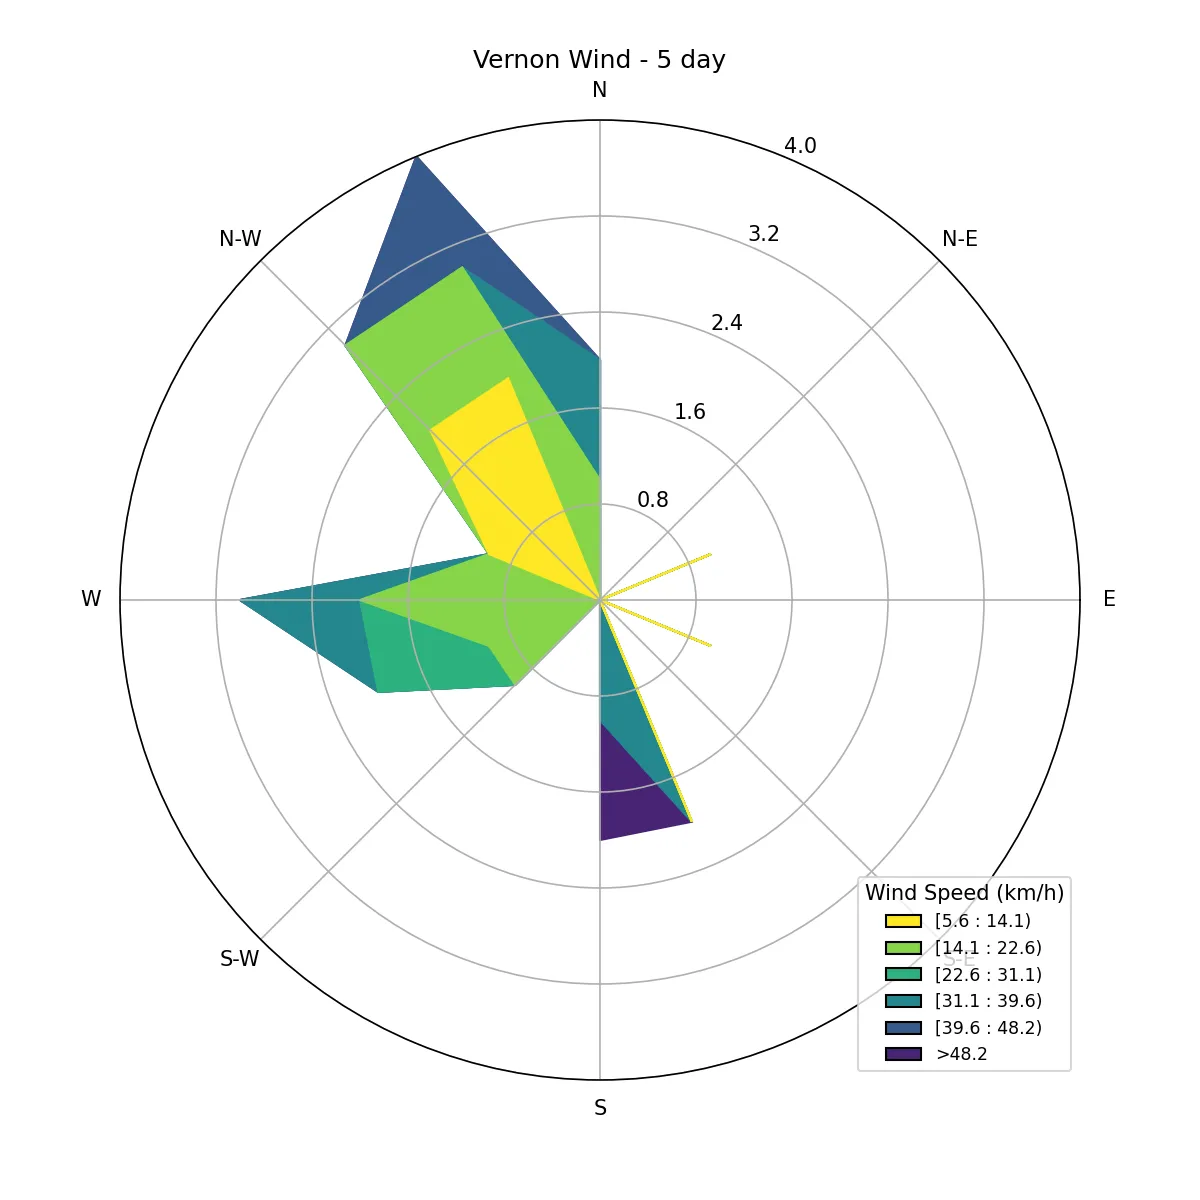 Vernon Wind - 5 day
N
4.0
N-W
3.2
N-E
2.4
1.6
0.8
W
E
Wind Speed (km/h)
[5.6 : 14.1)
[14.1 : 22.6)
S-W
S-E
[22.6 : 31.1)
[31.1 : 39.6)
[39.6 : 48.2)
>48.2
S